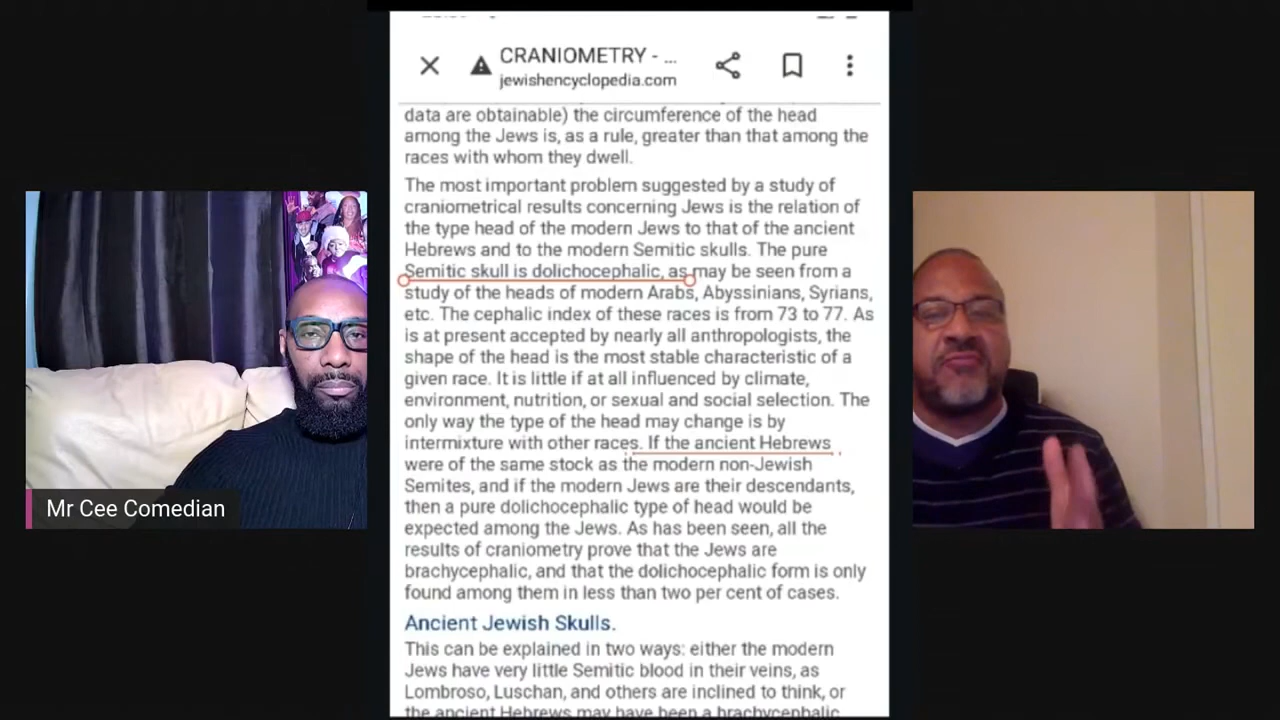 CRANIOMETRY - ...
jewishencyclopedia.com
data are obtainable) the circumference of the head
among the Jews is, as a rule, greater than that among the
races with whom they dwell.
The most important problem suggested by a study of
craniometrical results concerning Jews is the relation of
the type head of the modern Jews to that of the ancient
Hebrews and to the modern Semitic skulls. The pure
Semitic skull is dolichocephalic, as may be seen from a
study of the heads of modern Arabs, Abyssinians, Syrians,
etc. The cephalic index of these races is from 73 to 77. As
is at present accepted by nearly all anthropologists, the
shape of the head is the most stable characteristic of a
given race. It is little if at all influenced by climate,
environment, nutrition, or sexual and social selection. The
only way the type of the head may change is by
intermixture with other races. If the ancient Hebrews
were of the same stock as the modern non-Jewish
Semites, and if the modern Jews are their descendants,
then a pure dolichocephalic type of head would be
expected among the Jews. As has been seen, all the
results of craniometry prove that the Jews are
brachycephalic, and that the dolichocephalic form is only
found among them in less than two per cent of cases.
Ancient Jewish Skulls.
This can be explained in two ways: either the modern
Jews have very little Semitic blood in their veins, as
Lombroso, Luschan, and others are inclined to think, or
the ancient Hebrews may have been a brachycephalic
Mr Cee Comedian